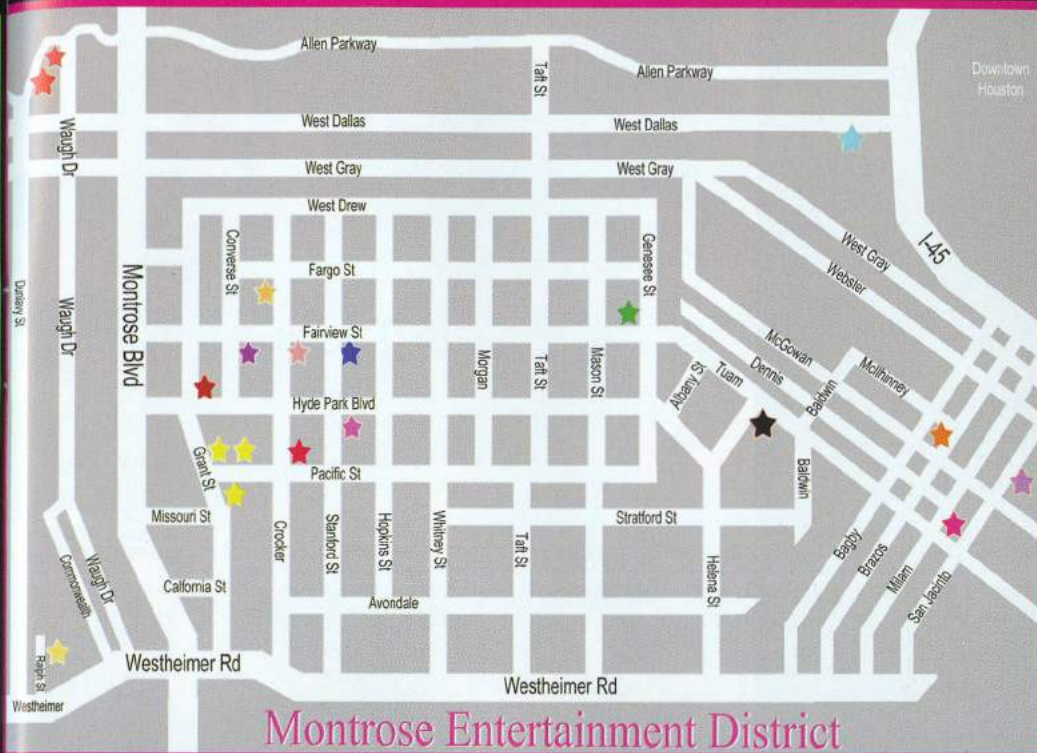 Allen Parkway
Allen Parkway
Downtown
Houston
Taft St
West Dallas
West Dallas
Waugh Dr
West Gray
West Gray
West Drew
Converse St
Genesee St
West Gray
I-45
Fargo St
Webster
Dunlavy St
Montrose Blvd
Waugh Dr
Fairview St
McGowan
McIlhinney
Morgan
Taft St
Mason St
Albany St
Tuam
Dennis
Baldwin
Hyde Park Blvd
Grant St
Pacific St
Baldwin
Missouri St
Crocker
Stanford St
Hopkins St
Whitney St
Taft St
Stratford St
Bagby
Brazos
Milam
San Jacinto
Commonwealth
Waugh Dr
Calfornia St
Avondale
Helena St
Ralph St
Westheimer Rd
Westheimer Rd
Westheimer
Montrose Entertainment District